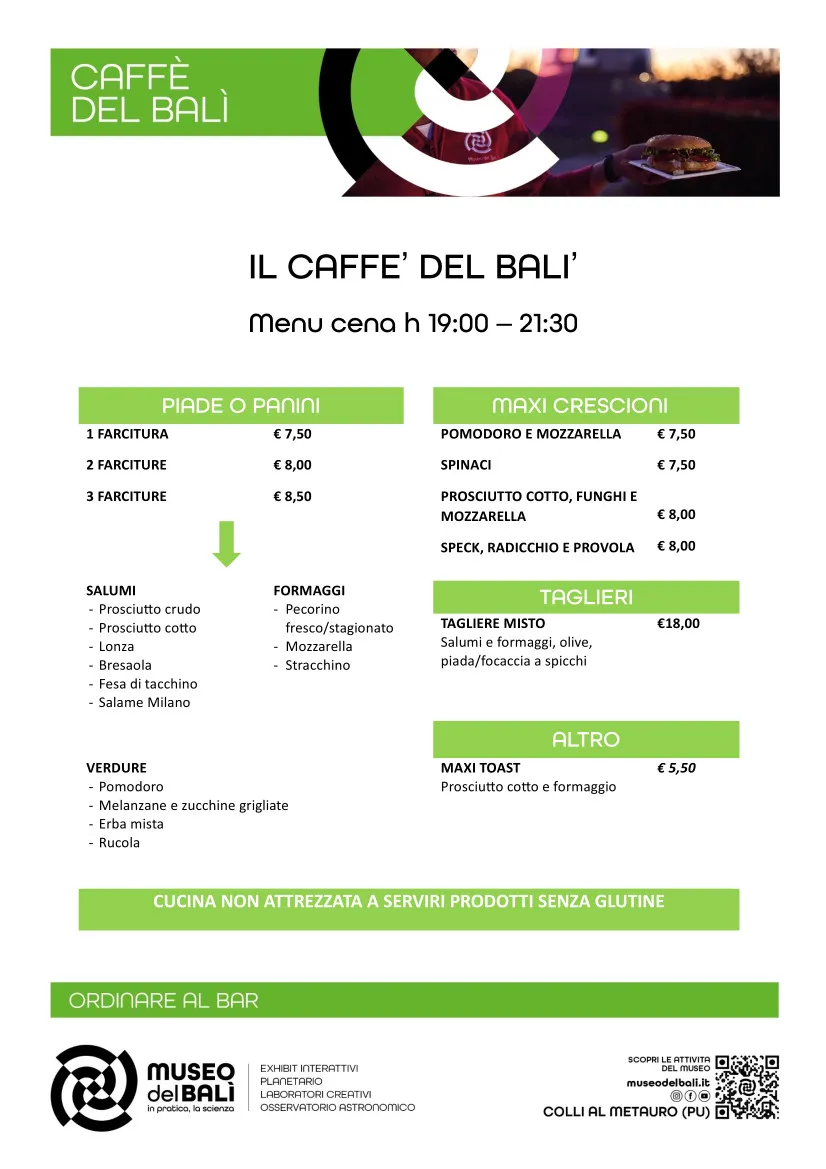 CAFFÈ
DEL BALÌ
IL CAFFE’ DEL BALI’
Menu cena h 19:00 – 21:30
PIADE O PANINI
1 FARCITURA € 7,50
2 FARCITURE € 8,00
3 FARCITURE € 8,50
SALUMI
- Prosciutto crudo
- Prosciutto cotto
- Lonza
- Bresaola
- Fesa di tacchino
- Salame Milano
FORMAGGI
- Pecorino
fresco/stagionato
- Mozzarella
- Stracchino
VERDURE
- Pomodoro
- Melanzane e zucchine grigliate
- Erba mista
- Rucola
MAXI CRESCIONI
POMODORO E MOZZARELLA € 7,50
SPINACI € 7,50
PROSCIUTTO COTTO, FUNGHI E
MOZZARELLA € 8,00
SPECK, RADICCHIO E PROVOLA € 8,00
TAGLIERI
TAGLIERE MISTO €18,00
Salumi e formaggi, olive,
piada/focaccia a spicchi
ALTRO
MAXI TOAST € 5,50
Prosciutto cotto e formaggio
CUCINA NON ATTREZZATA A SERVIRI PRODOTTI SENZA GLUTINE
ORDINARE AL BAR
MUSEO
delBALÌ
in pratica, la scienza
EXHIBIT INTERATTIVI
PLANETARIO
LABORATORI CREATIVI
OSSERVATORIO ASTRONOMICO
SCOPRI LE ATTIVITA
DEL MUSEO
museodelbali.it
COLLI AL METAURO (PU)